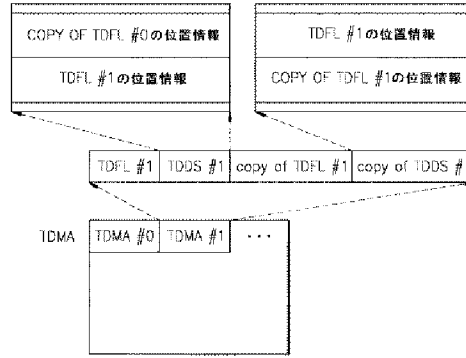 COPY OF TDFL #0の位置情報
TDFL #1の位置情報
TDFL #1の位置情報
COPY OF TDFL #1の位置情報
TDFL #1 TDDS #1 copy of TDFL #1 copy of TDDS #
TDMA TDMA #0 TDMA #1 ...